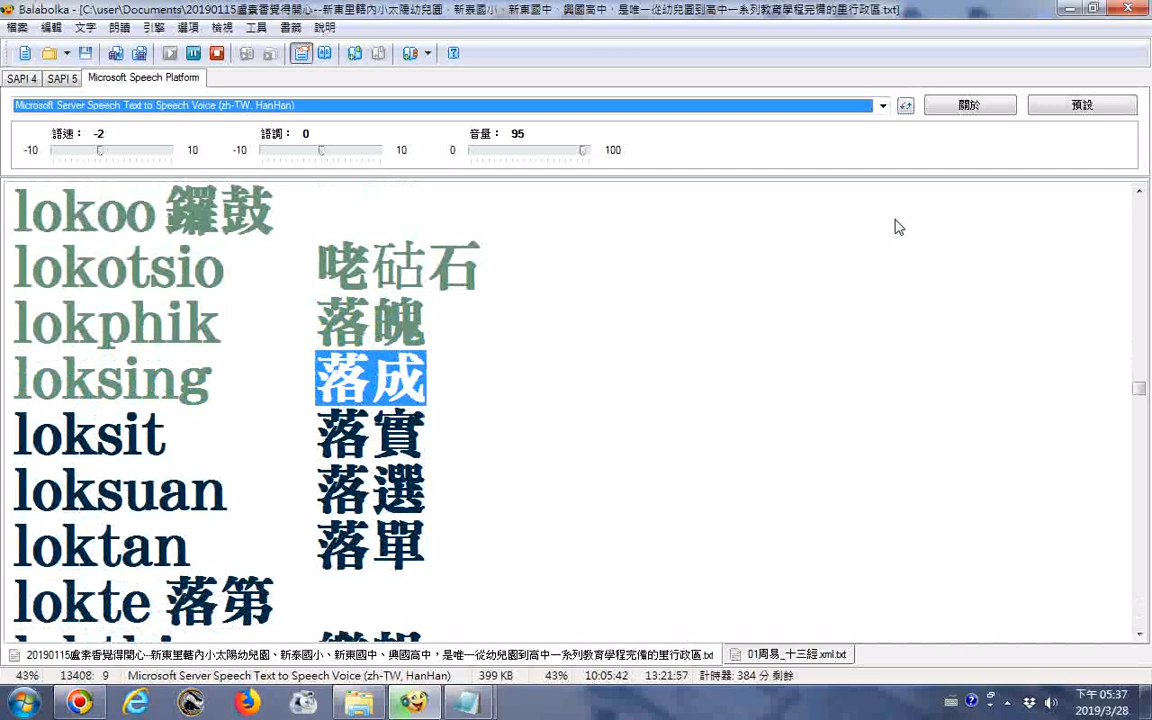 Balabolka - [C:\user\Documents\20190115盧素香覺得開心--新東里轄內小太陽幼兒園、新泰國小、新東國中、興國高中，是唯一從幼兒園到高中一系列教育學程完備的里行政區.txt]
檔案 編輯 文字 朗讀 引擎 選項 檢視 工具 書籤 說明
SAPI 4 SAPI 5 Microsoft Speech Platform
Microsoft Server Speech Text to Speech Voice (zh-TW, HanHan) 關於 預設
語速： -2 語調： 0 音量： 95
-10 10 -10 10 0 100
lokoo 鑼鼓
lokotsio 咾𥑮石
lokphik 落魄
loksing 落成
loksit 落實
loksuan 落選
loktan 落單
lokte 落第
20190115盧素香覺得開心--新東里轄內小太陽幼兒園、新泰國小、新東國中、興國高中，是唯一從幼兒園到高中一系列教育學程完備的里行政區.txt 01周易_十三經.xml.txt
43% 13408: 9 Microsoft Server Speech Text to Speech Voice (zh-TW, HanHan) 399 KB 43% 10:05:42 13:21:57 計時器: 384 分 剩餘
下午 05:37
2019/3/28